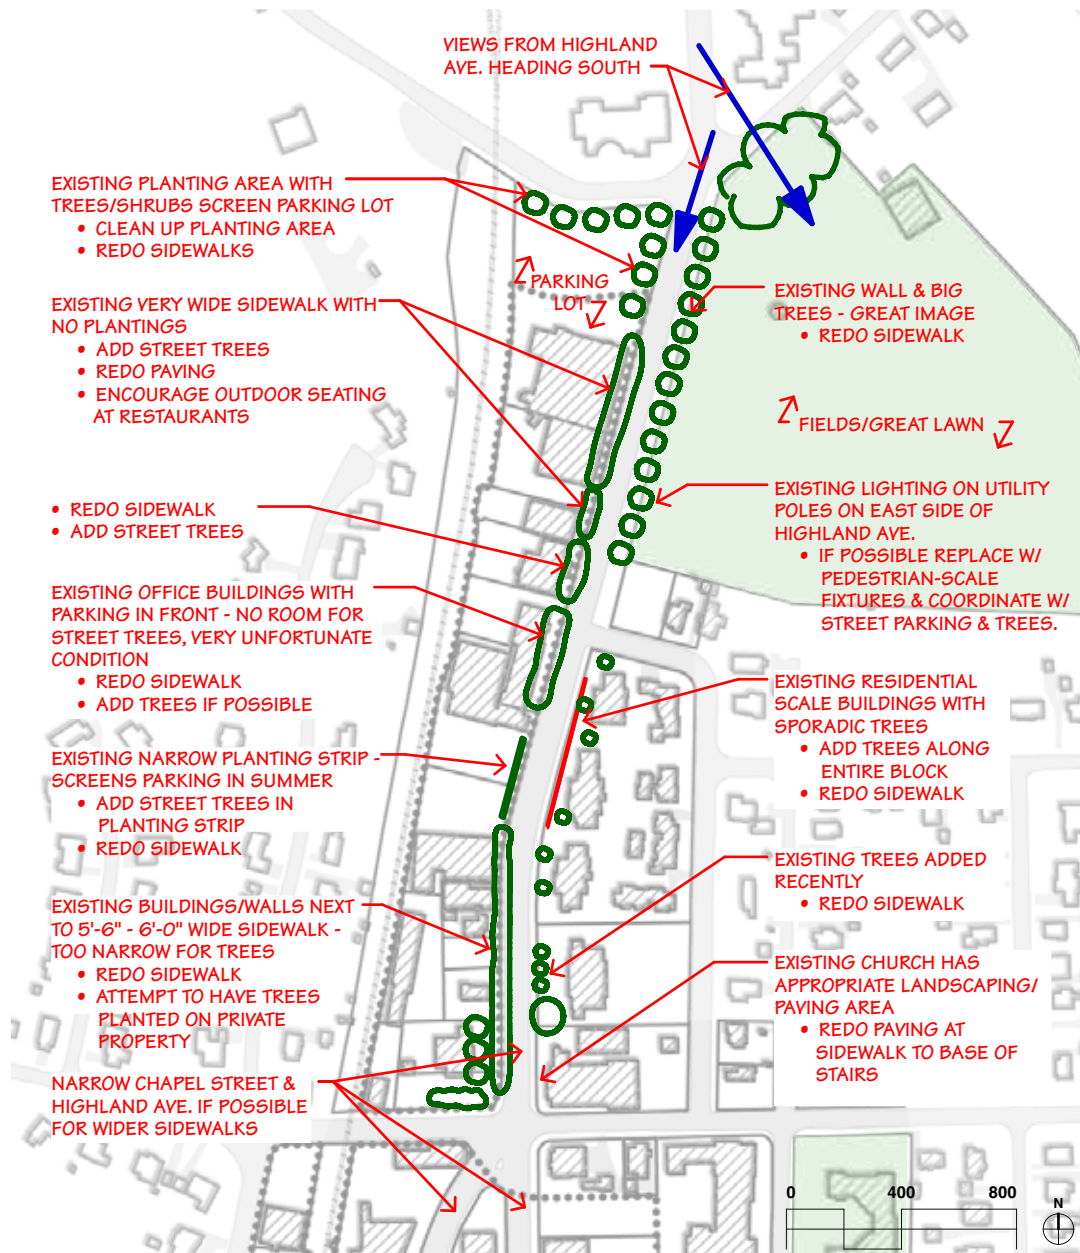 VIEWS FROM HIGHLAND
AVE. HEADING SOUTH
EXISTING PLANTING AREA WITH
TREES/SHRUBS SCREEN PARKING LOT
• CLEAN UP PLANTING AREA
• REDO SIDEWALKS
PARKING
LOT
EXISTING VERY WIDE SIDEWALK WITH
NO PLANTINGS
• ADD STREET TREES
• REDO PAVING
• ENCOURAGE OUTDOOR SEATING
AT RESTAURANTS
EXISTING WALL & BIG
TREES - GREAT IMAGE
• REDO SIDEWALK
FIELDS/GREAT LAWN
• REDO SIDEWALK
• ADD STREET TREES
EXISTING LIGHTING ON UTILITY
POLES ON EAST SIDE OF
HIGHLAND AVE.
• IF POSSIBLE REPLACE W/
PEDESTRIAN-SCALE
FIXTURES & COORDINATE W/
STREET PARKING & TREES.
EXISTING OFFICE BUILDINGS WITH
PARKING IN FRONT - NO ROOM FOR
STREET TREES, VERY UNFORTUNATE
CONDITION
• REDO SIDEWALK
• ADD TREES IF POSSIBLE
EXISTING RESIDENTIAL
SCALE BUILDINGS WITH
SPORADIC TREES
• ADD TREES ALONG
ENTIRE BLOCK
• REDO SIDEWALK
EXISTING NARROW PLANTING STRIP -
SCREENS PARKING IN SUMMER
• ADD STREET TREES IN
PLANTING STRIP
• REDO SIDEWALK
EXISTING TREES ADDED
RECENTLY
• REDO SIDEWALK
EXISTING BUILDINGS/WALLS NEXT
TO 5'-6" - 6'-0" WIDE SIDEWALK -
TOO NARROW FOR TREES
• REDO SIDEWALK
• ATTEMPT TO HAVE TREES
PLANTED ON PRIVATE
PROPERTY
EXISTING CHURCH HAS
APPROPRIATE LANDSCAPING/
PAVING AREA
• REDO PAVING AT
SIDEWALK TO BASE OF
STAIRS
NARROW CHAPEL STREET &
HIGHLAND AVE. IF POSSIBLE
FOR WIDER SIDEWALKS
0 400 800
N